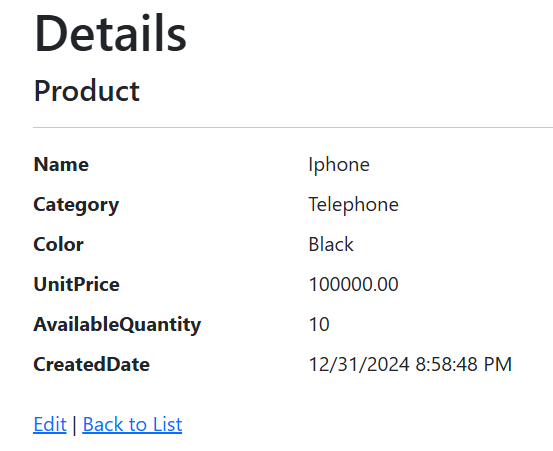 Details
Product
Name Iphone
Category Telephone
Color Black
UnitPrice 100000.00
AvailableQuantity 10
CreatedDate 12/31/2024 8:58:48 PM
Edit | Back to List